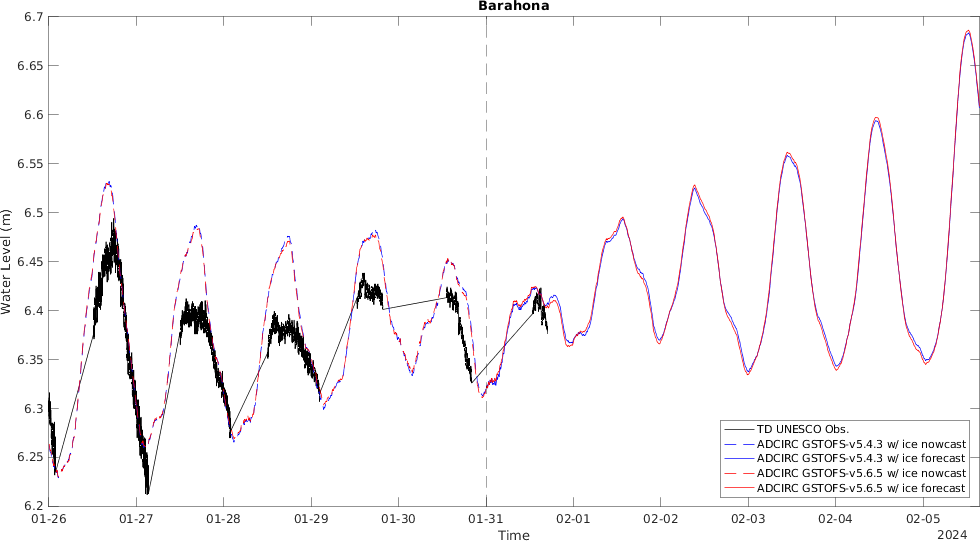 Barahona
6.7
6.65
6.6
6.55
6.5
6.45
6.4
6.35
6.3
6.25
6.2
Water Level (m)
01-26 01-27 01-28 01-29 01-30 01-31 02-01 02-02 02-03 02-04 02-05
Time
2024
TD UNESCO Obs.
ADCIRC GSTOFS-v5.4.3 w/ ice nowcast
ADCIRC GSTOFS-v5.4.3 w/ ice forecast
ADCIRC GSTOFS-v5.6.5 w/ ice nowcast
ADCIRC GSTOFS-v5.6.5 w/ ice forecast